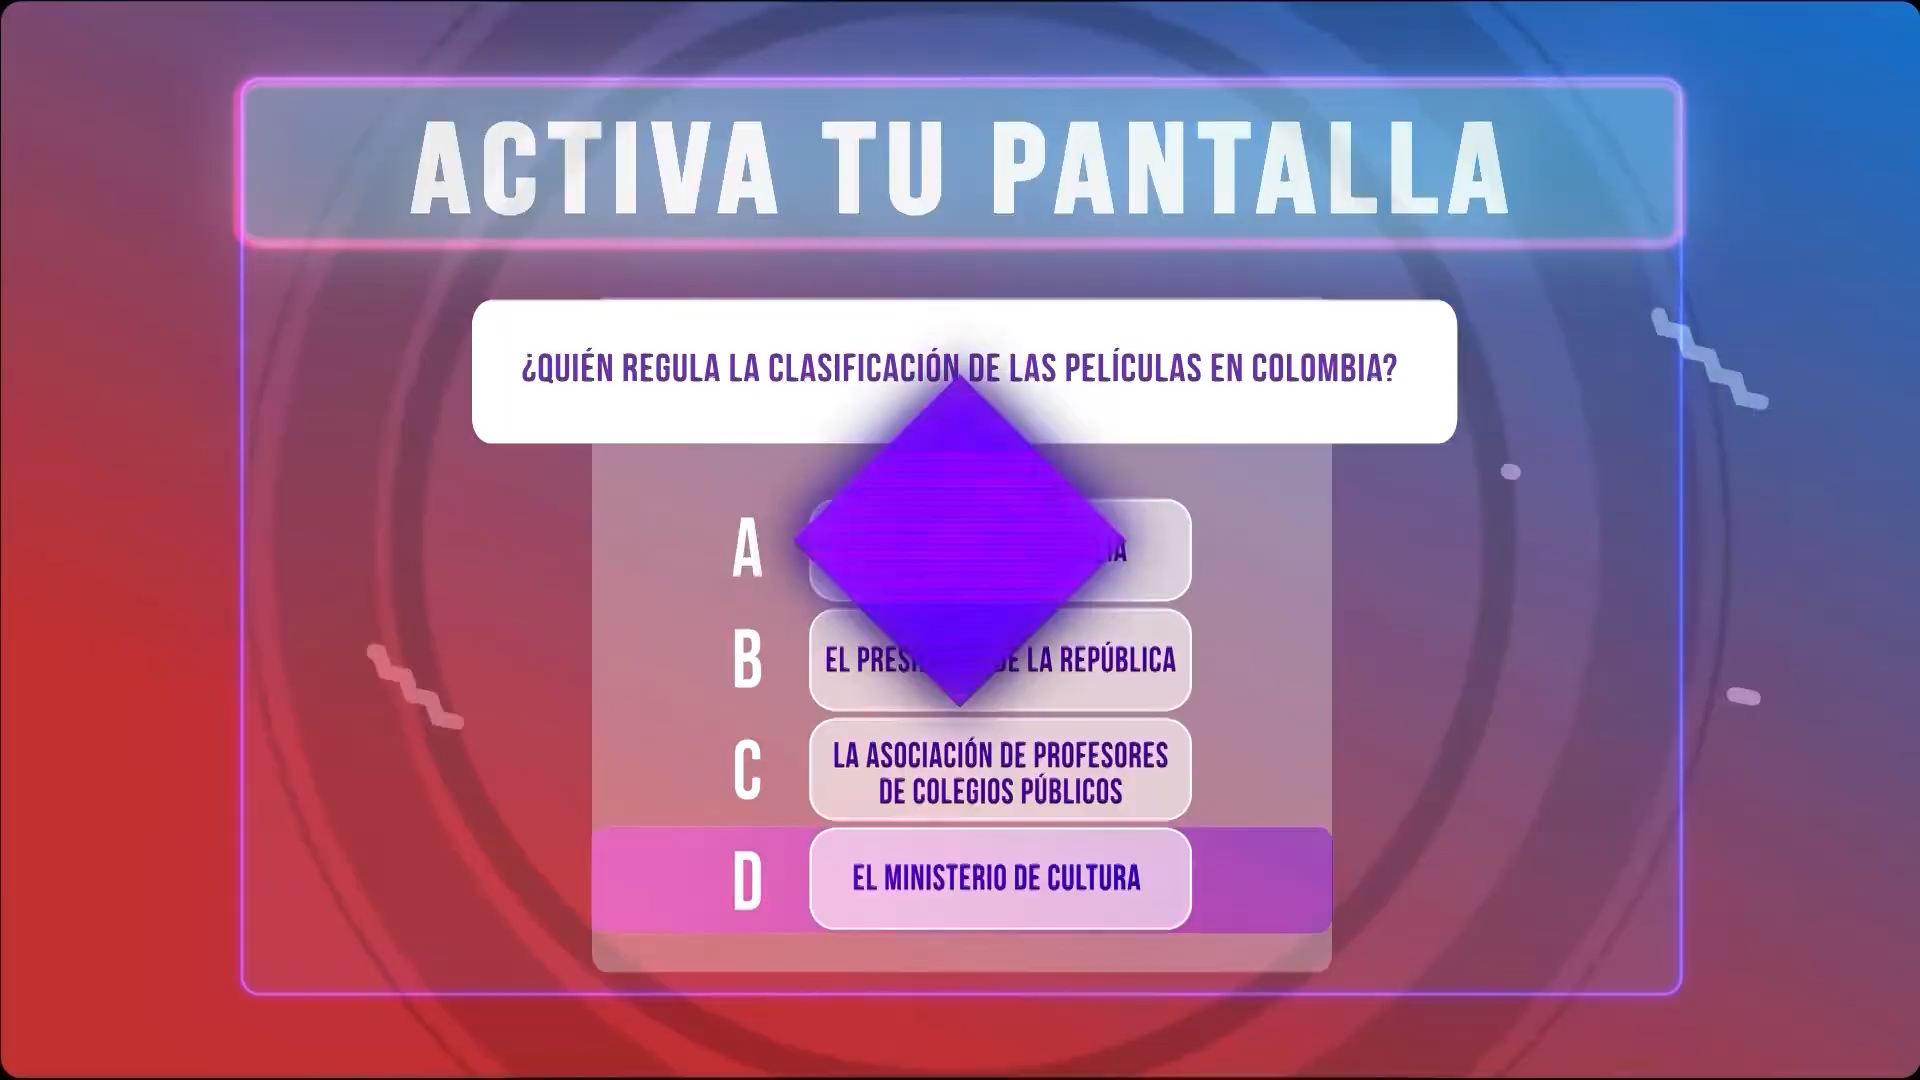 ACTIVA TU PANTALLA
¿QUIÉN REGULA LA CLASIFICACIÓN DE LAS PELÍCULAS EN COLOMBIA?
A
B
EL DE LA REPÚBLICA
C
LA ASOCIACIÓN DE PROFESORES
DE COLEGIOS PÚBLICOS
D
EL MINISTERIO DE CULTURA